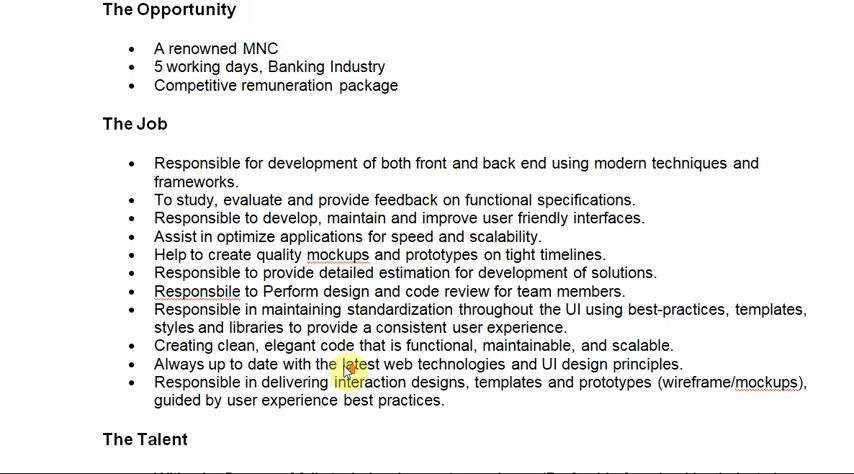 The Opportunity
• A renowned MNC
• 5 working days, Banking Industry
• Competitive remuneration package
The Job
• Responsible for development of both front and back end using modern techniques and
frameworks.
• To study, evaluate and provide feedback on functional specifications.
• Responsible to develop, maintain and improve user friendly interfaces.
• Assist in optimize applications for speed and scalability.
• Help to create quality mockups and prototypes on tight timelines.
• Responsible to provide detailed estimation for development of solutions.
• Responsbile to Perform design and code review for team members.
• Responsible in maintaining standardization throughout the UI using best-practices, templates,
styles and libraries to provide a consistent user experience.
• Creating clean, elegant code that is functional, maintainable, and scalable.
• Always up to date with the latest web technologies and UI design principles.
• Responsible in delivering interaction designs, templates and prototypes (wireframe/mockups),
guided by user experience best practices.
The Talent